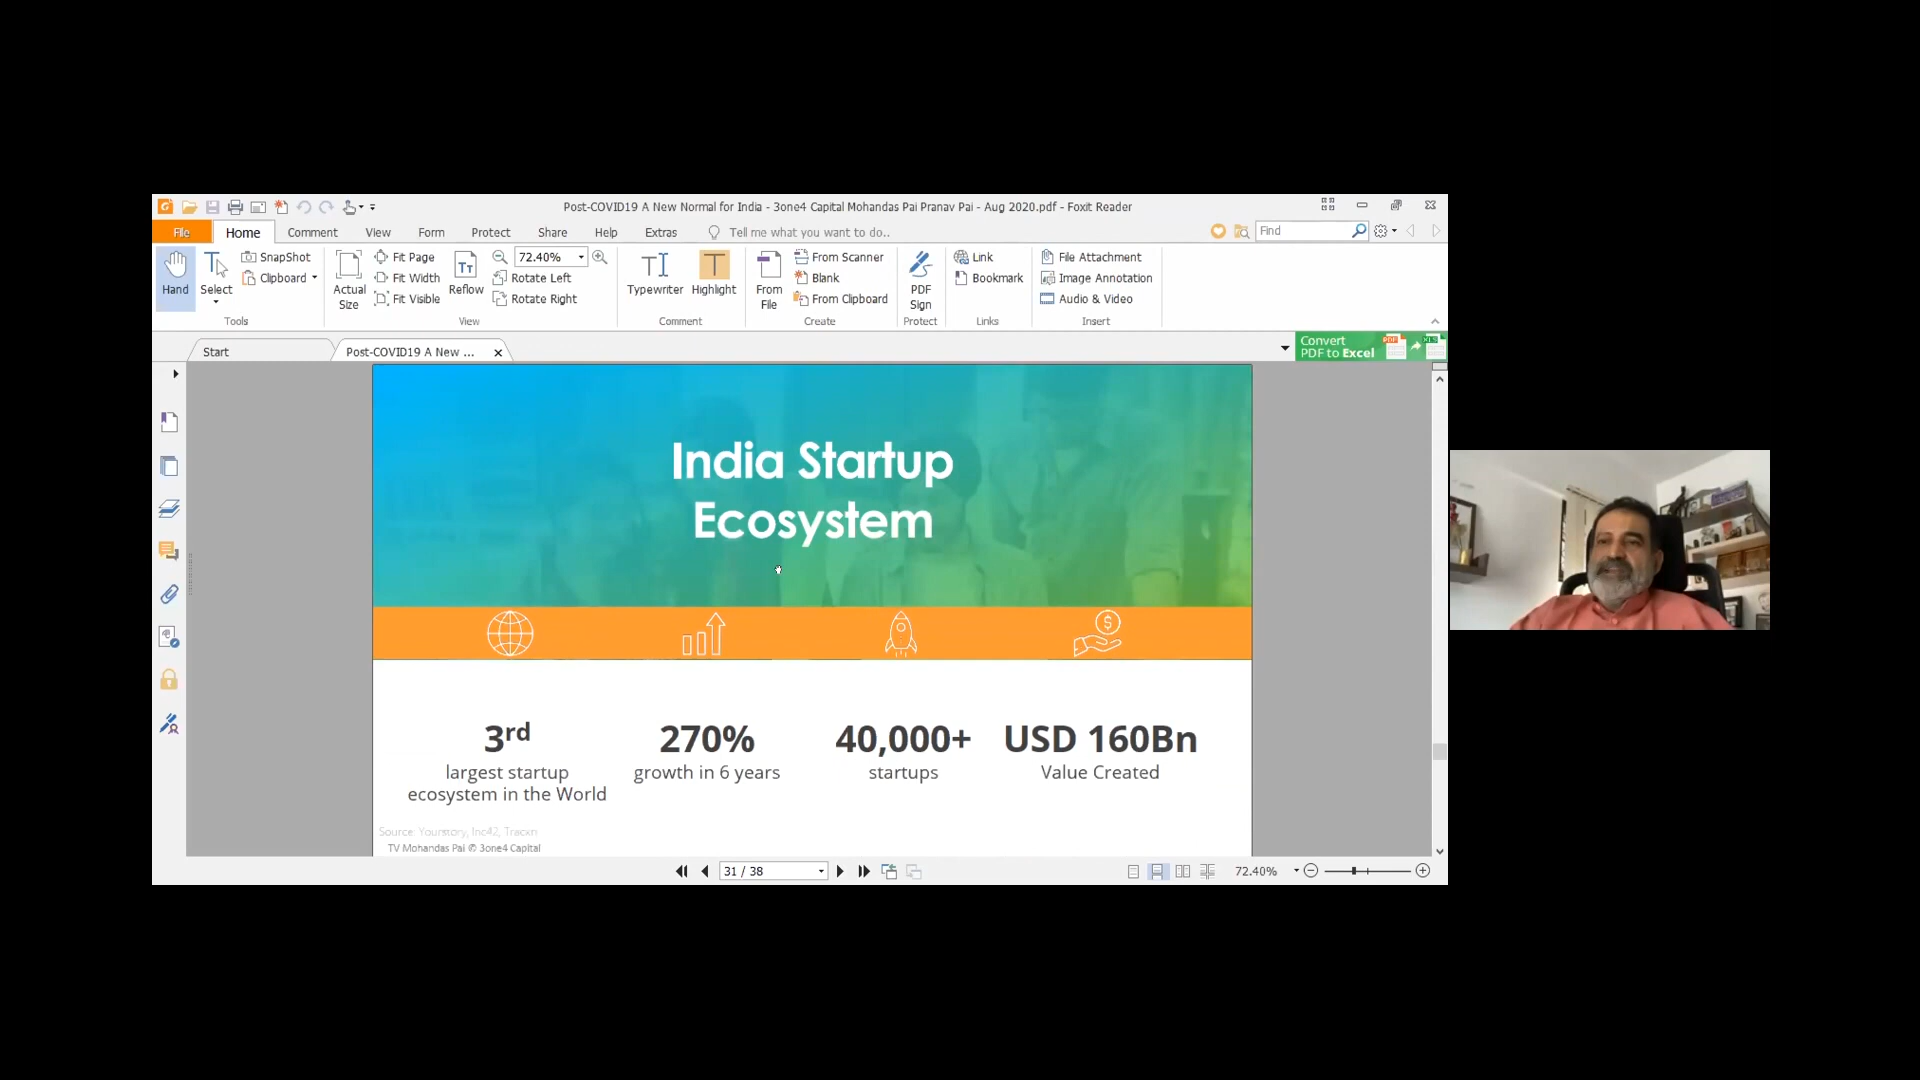 Post-COVID19 A New Normal for India - 3one4 Capital Mohandas Pai Pranav Pai - Aug 2020.pdf - Foxit Reader
File Home Comment View Form Protect Share Help Extras Tell me what you want to do.. Find
Hand
Select
SnapShot
Clipboard
Tools
Actual
Size
Fit Page
Fit Width
Fit Visible
Reflow
72.40%
Rotate Left
Rotate Right
View
Typewriter
Highlight
Comment
From
File
From Scanner
Blank
From Clipboard
Create
PDF
Sign
Protect
Link
Bookmark
Links
File Attachment
Image Annotation
Audio & Video
Insert
Start
Post-COVID19 A New ...
Convert
PDF to Excel
India Startup
Ecosystem
3rd
largest startup
ecosystem in the World
270%
growth in 6 years
40,000+
startups
USD 160Bn
Value Created
Source: Yourstory, Inc42, Tracxn
TV Mohandas Pai © 3one4 Capital
31 / 38
72.40%